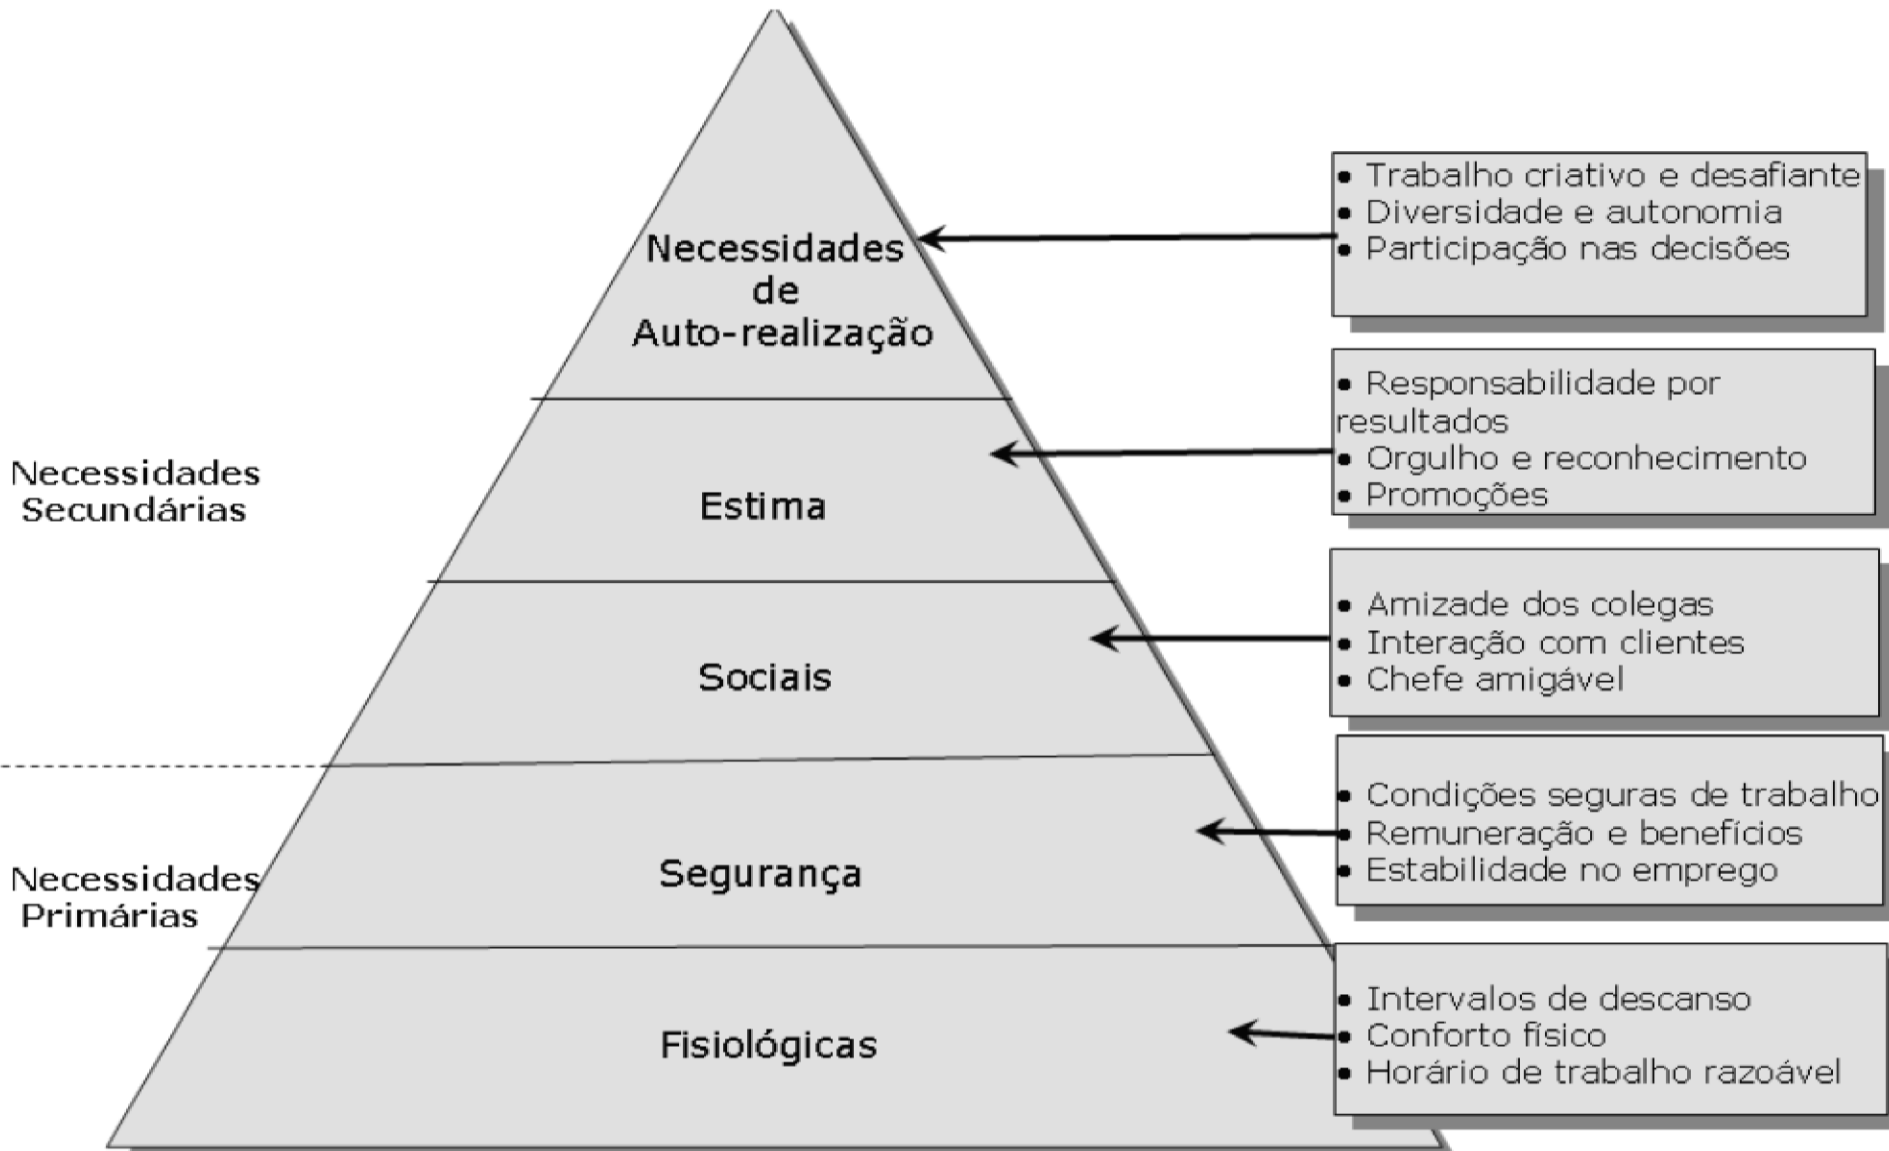 Necessidades
de
Auto-realização
• Trabalho criativo e desafiante
• Diversidade e autonomia
• Participação nas decisões
Necessidades
Secundárias
Estima
• Responsabilidade por
resultados
• Orgulho e reconhecimento
• Promoções
Sociais
• Amizade dos colegas
• Interação com clientes
• Chefe amigável
Necessidades
Primárias
Segurança
• Condições seguras de trabalho
• Remuneração e benefícios
• Estabilidade no emprego
Fisiológicas
• Intervalos de descanso
• Conforto físico
• Horário de trabalho razoável